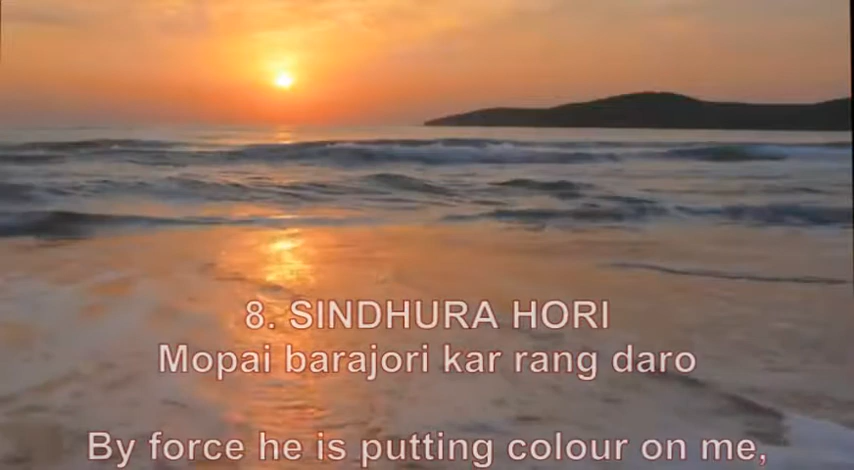 8. SINDHURA HORI
Mopai barajori kar rang daro
By force he is putting colour on me,